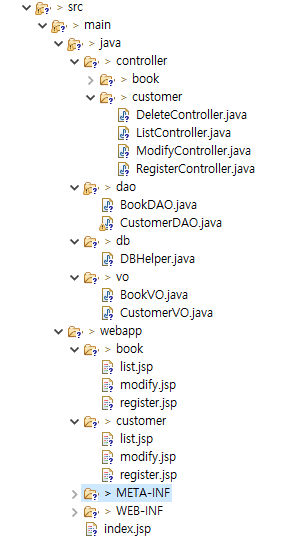 > src
> main
> java
> controller
> book
> customer
DeleteController.java
ListController.java
ModifyController.java
RegisterController.java
> dao
BookDAO.java
CustomerDAO.java
> db
DBHelper.java
> vo
BookVO.java
CustomerVO.java
> webapp
> book
list.jsp
modify.jsp
register.jsp
> customer
list.jsp
modify.jsp
register.jsp
> META-INF
> WEB-INF
index.jsp